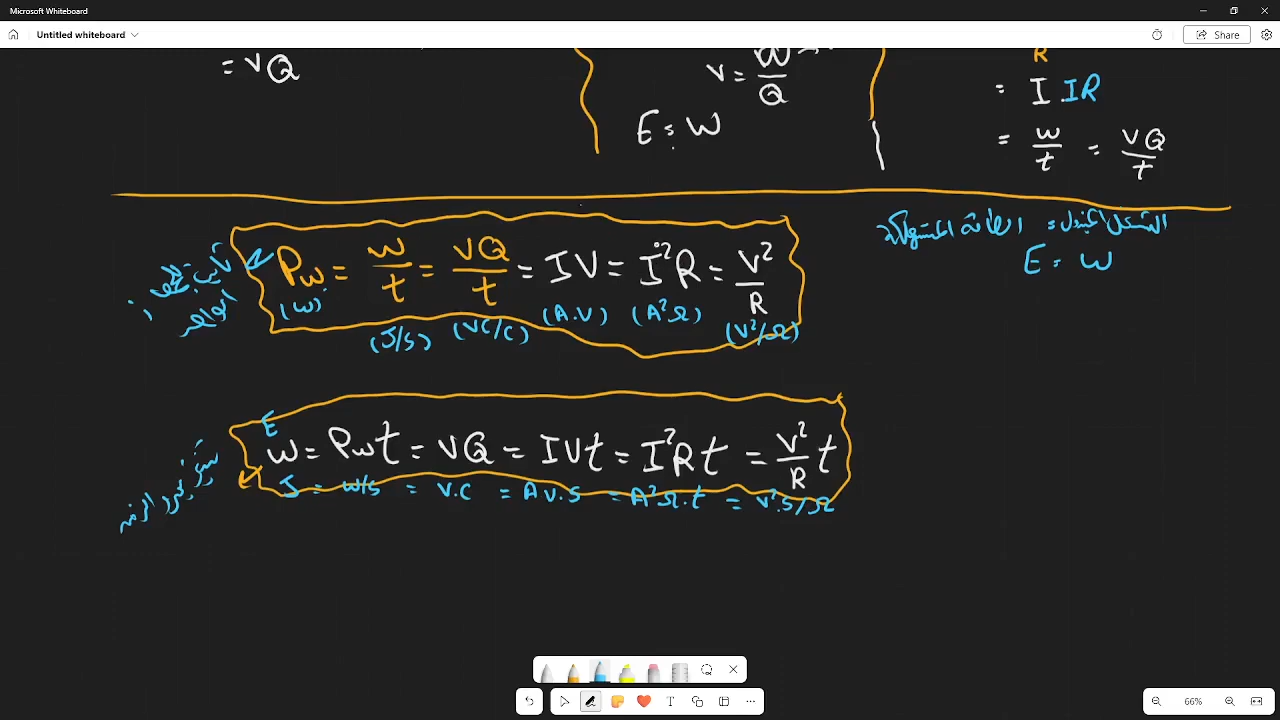 Microsoft Whiteboard
Untitled whiteboard
Share
= VQ
V = W/Q
E = W
R
= I IR
= W/t = VQ/t
الشغل المبذول = الطاقة المستهلكة
E = W
Pw = W/t = VQ/t = IV = I²R = V²/R
(W) (J/S) (VC/C) (A.V) (A²Ω) (V²/Ω)
E
W = Pw t = VQ = IVt = I²Rt = V²/R t
J = W/S = V.C = AV.S = A²Ω.t = V².S/Ω
66%